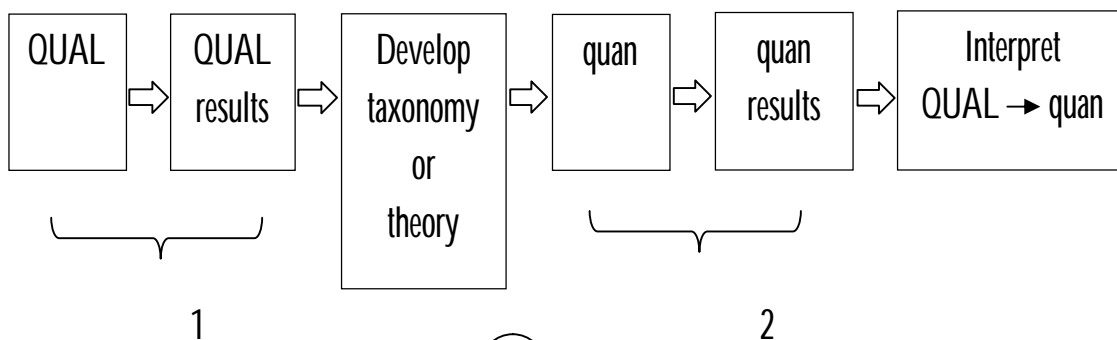 QUAL
QUAL
results
Develop
taxonomy
or
theory
quan
quan
results
Interpret
QUAL → quan
1
2